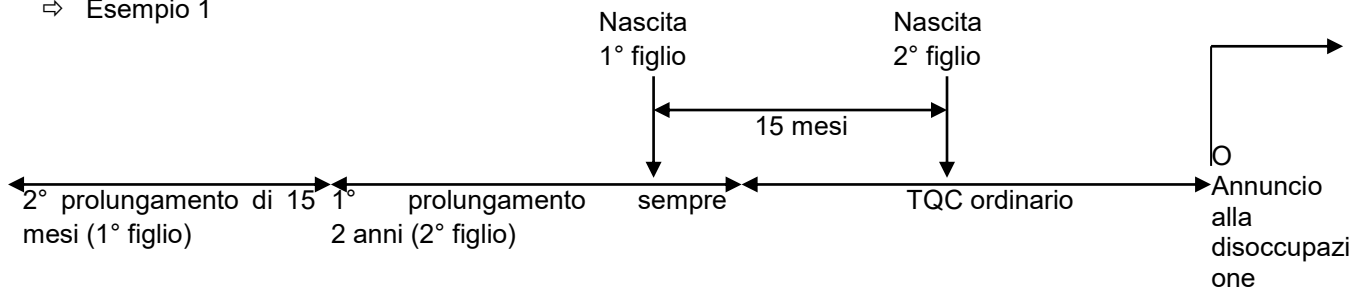 ⇨ Esempio 1
Nascita
1° figlio
Nascita
2° figlio
15 mesi
2° prolungamento di 15
mesi (1° figlio)
1° prolungamento sempre
2 anni (2° figlio)
TQC ordinario
O
Annuncio
alla
disoccupazi
one